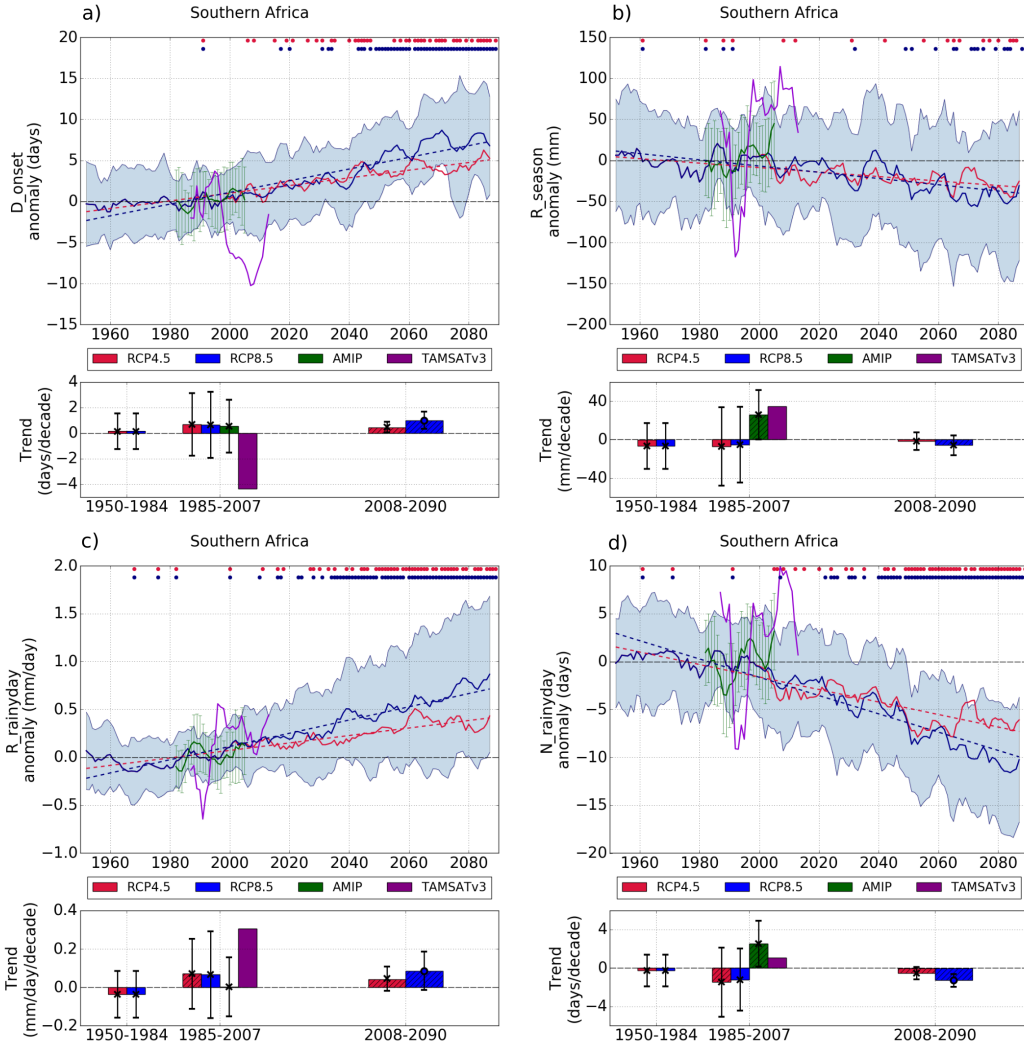 a) Southern Africa
20
15
10
5
0
−5
−10
−15
D_onset
anomaly (days)
1960 1980 2000 2020 2040 2060 2080
RCP4.5 RCP8.5 AMIP TAMSATv3
4
2
0
−2
−4
Trend
(days/decade)
1950-1984 1985-2007 2008-2090
b) Southern Africa
150
100
50
0
−50
−100
−150
−200
R_season
anomaly (mm)
1960 1980 2000 2020 2040 2060 2080
RCP4.5 RCP8.5 AMIP TAMSATv3
40
0
−40
Trend
(mm/decade)
1950-1984 1985-2007 2008-2090
c) Southern Africa
2.0
1.5
1.0
0.5
0.0
−0.5
−1.0
R_rainyday
anomaly (mm/day)
1960 1980 2000 2020 2040 2060 2080
RCP4.5 RCP8.5 AMIP TAMSATv3
0.4
0.2
0.0
−0.2
Trend
(mm/day/decade)
1950-1984 1985-2007 2008-2090
d) Southern Africa
10
5
0
−5
−10
−15
−20
N_rainyday
anomaly (days)
1960 1980 2000 2020 2040 2060 2080
RCP4.5 RCP8.5 AMIP TAMSATv3
4
0
−4
Trend
(days/decade)
1950-1984 1985-2007 2008-2090